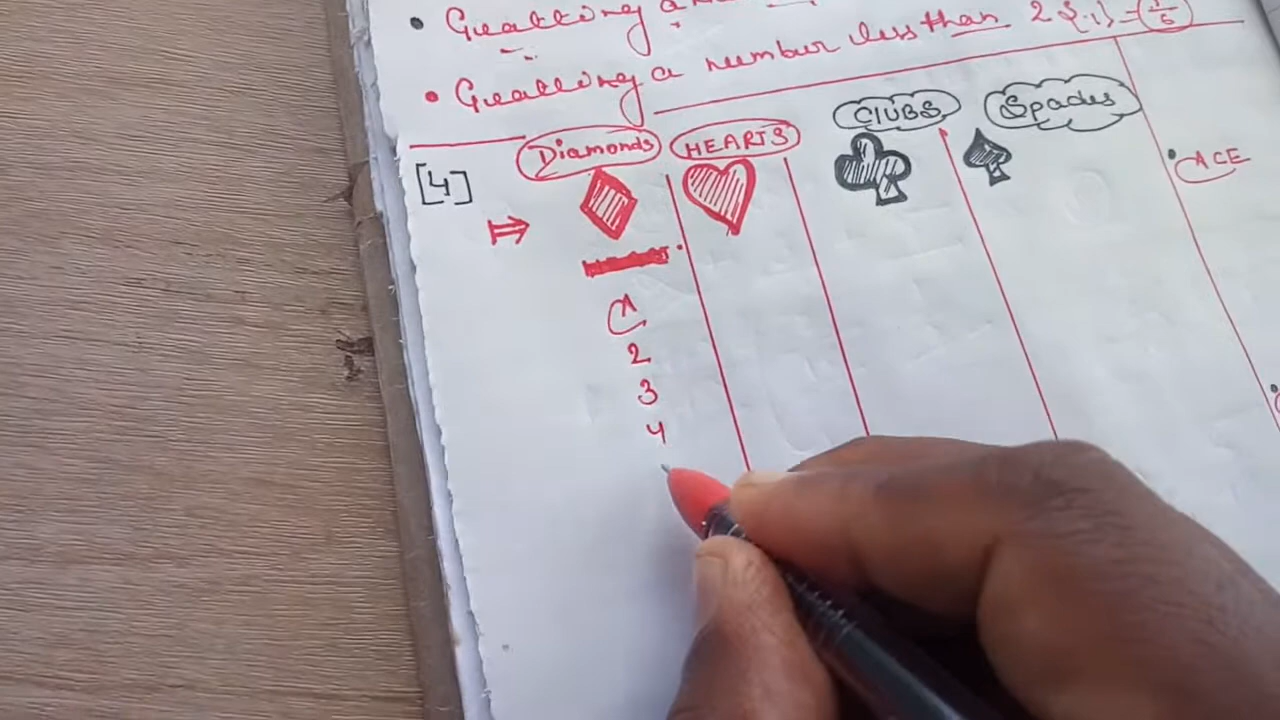 • Getting a
• Getting a number less than 2 {.1} = 1/6
[4] Diamonds HEARTS CLUBS Spades
• ACE
⇒
A
2
3
4